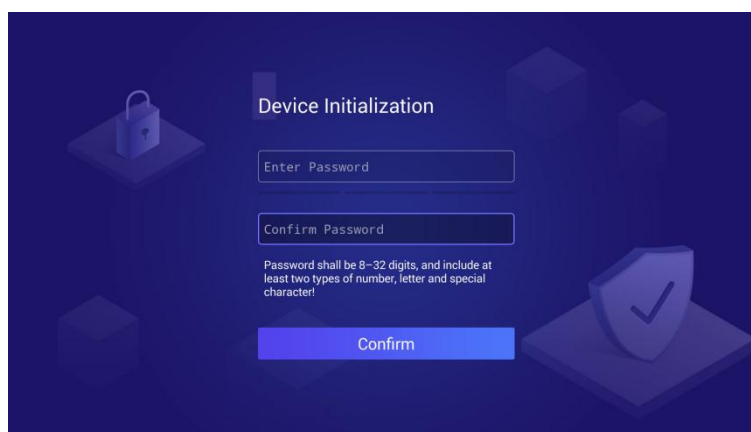 Device Initialization
Enter Password
Confirm Password
Password shall be 8–32 digits, and include at
least two types of number, letter and special
character!
Confirm